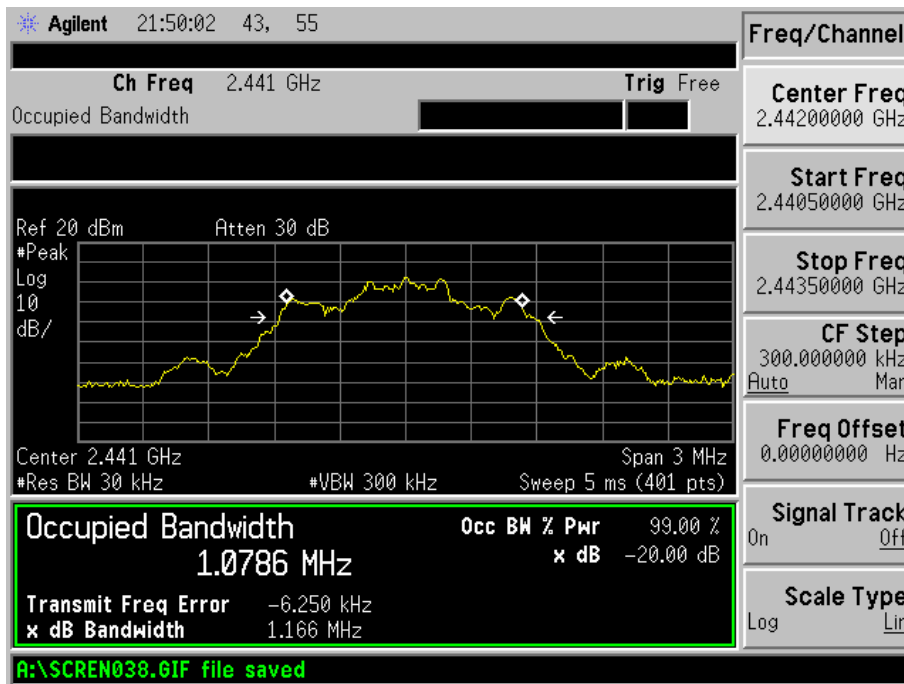 Agilent 21:50:02 43, 55
Freq/Channel
Ch Freq 2.441 GHz Trig Free
Occupied Bandwidth
Center Freq
2.44200000 GHz
Start Freq
2.44050000 GHz
Stop Freq
2.44350000 GHz
CF Step
300.000000 kHz
Auto Man
Freq Offset
0.00000000 Hz
Signal Track
On Off
Scale Type
Log Lin
Ref 20 dBm Atten 30 dB
#Peak
Log
10
dB/
Center 2.441 GHz Span 3 MHz
#Res BW 30 kHz #VBW 300 kHz Sweep 5 ms (401 pts)
Occupied Bandwidth
1.0786 MHz
Occ BW % Pwr 99.00 %
x dB -20.00 dB
Transmit Freq Error -6.250 kHz
x dB Bandwidth 1.166 MHz
A:\SCREN038.GIF file saved